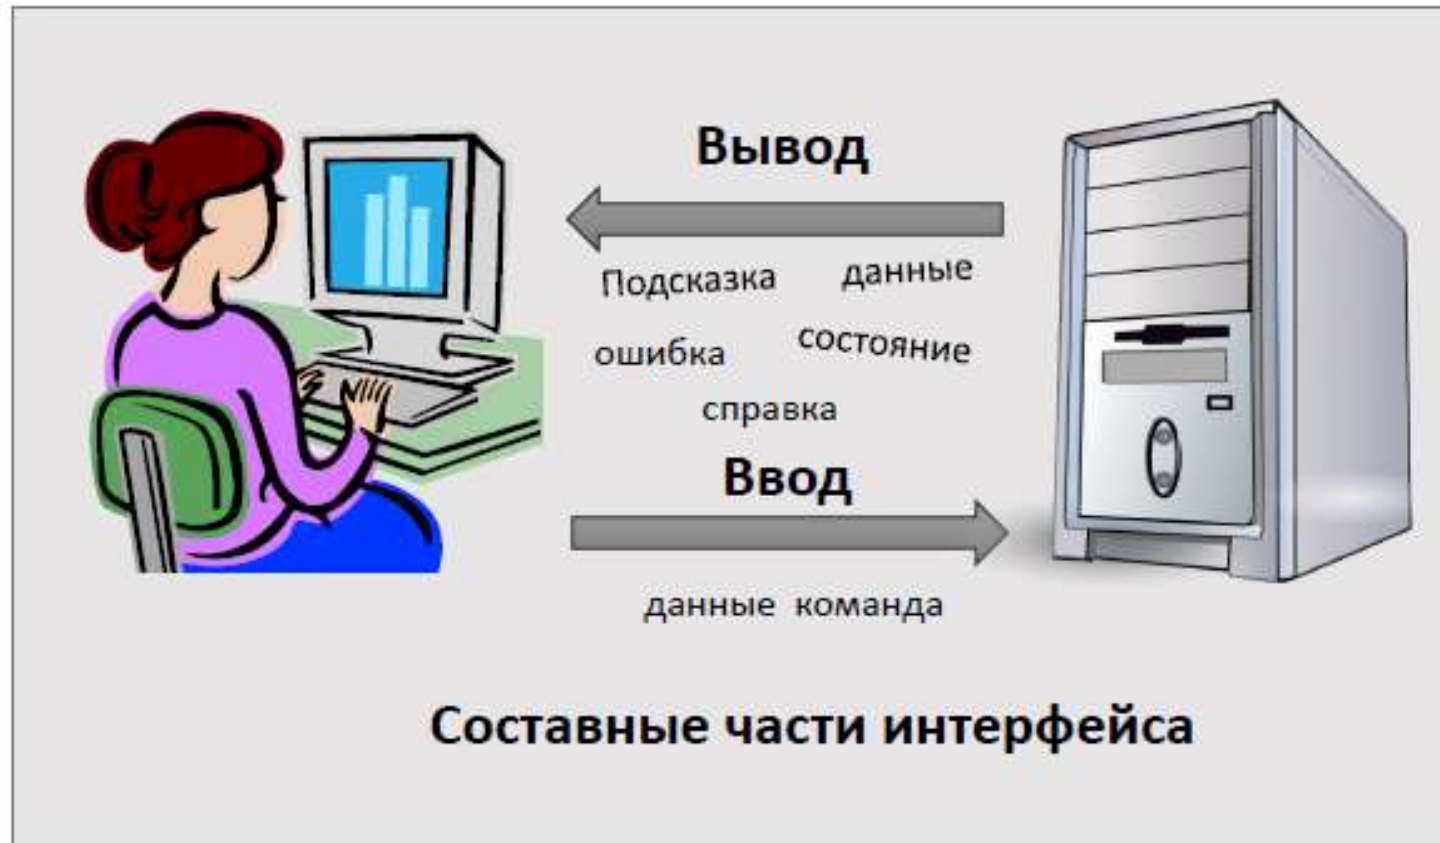 Вывод
Подсказка данные
ошибка состояние
справка
Ввод
данные команда
Составные части интерфейса